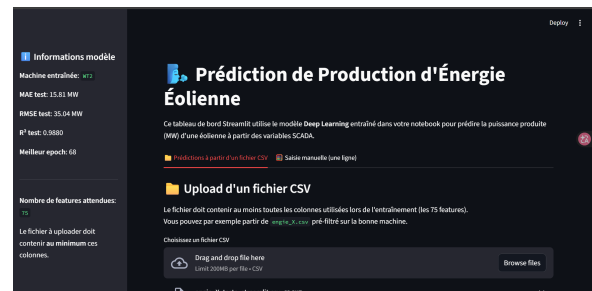 Deploy
Informations modèle
Machine entraînée: WT2
MAE test: 15.81 MW
RMSE test: 35.04 MW
R² test: 0.9880
Meilleur epoch: 68
Nombre de features attendues:
75
Le fichier à uploader doit
contenir au minimum ces
colonnes.
Prédiction de Production d'Énergie
Éolienne
Ce tableau de bord Streamlit utilise le modèle Deep Learning entraîné dans votre notebook pour prédire la puissance produite
(MW) d'une éolienne à partir des variables SCADA.
Prédictions à partir d'un fichier CSV
Saisie manuelle (une ligne)
Upload d'un fichier CSV
Le fichier doit contenir au moins toutes les colonnes utilisées lors de l'entraînement (les 75 features).
Vous pouvez par exemple partir de engie_X.csv pré-filtré sur la bonne machine.
Choisissez un fichier CSV
Drag and drop file here
Limit 200MB per file • CSV
Browse files